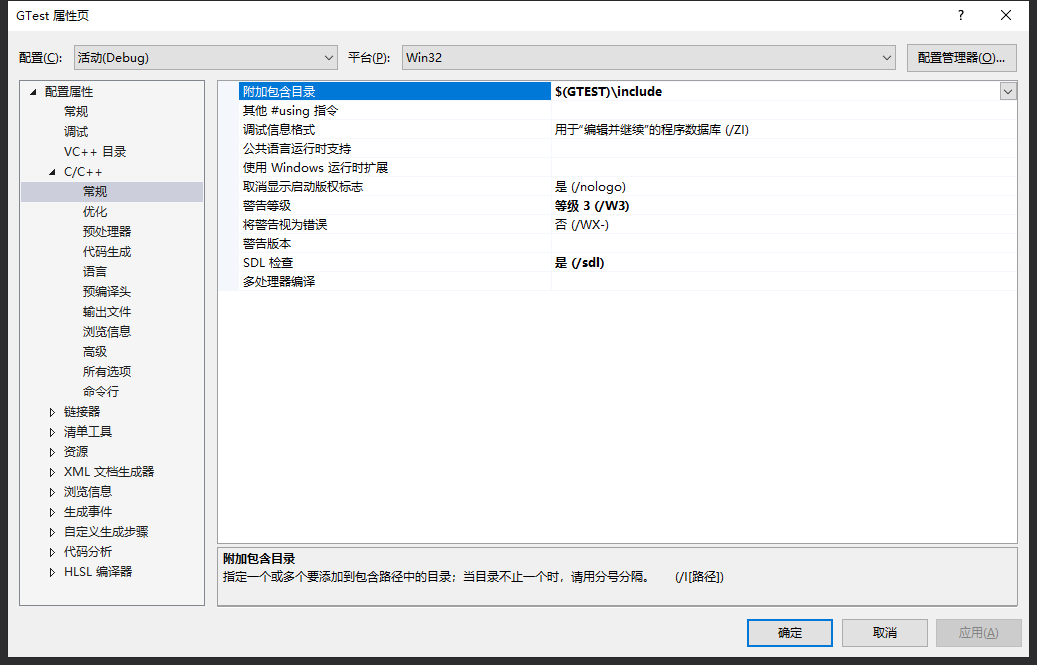 GTest 属性页
配置(C): 活动(Debug) 平台(P): Win32 配置管理器(O)...
配置属性
常规
调试
VC++ 目录
C/C++
常规
优化
预处理器
代码生成
语言
预编译头
输出文件
浏览信息
高级
所有选项
命令行
链接器
清单工具
资源
XML 文档生成器
浏览信息
生成事件
自定义生成步骤
代码分析
HLSL 编译器
附加包含目录 $(GTEST)\include
其他 #using 指令
调试信息格式 用于“编辑并继续”的程序数据库 (/ZI)
公共语言运行时支持
使用 Windows 运行时扩展
取消显示启动版权标志 是 (/nologo)
警告等级 等级 3 (/W3)
将警告视为错误 否 (/WX-)
警告版本
SDL 检查 是 (/sdl)
多处理器编译
附加包含目录
指定一个或多个要添加到包含路径中的目录；当目录不止一个时，请用分号分隔。 (/I[路径])
确定 取消 应用(A)